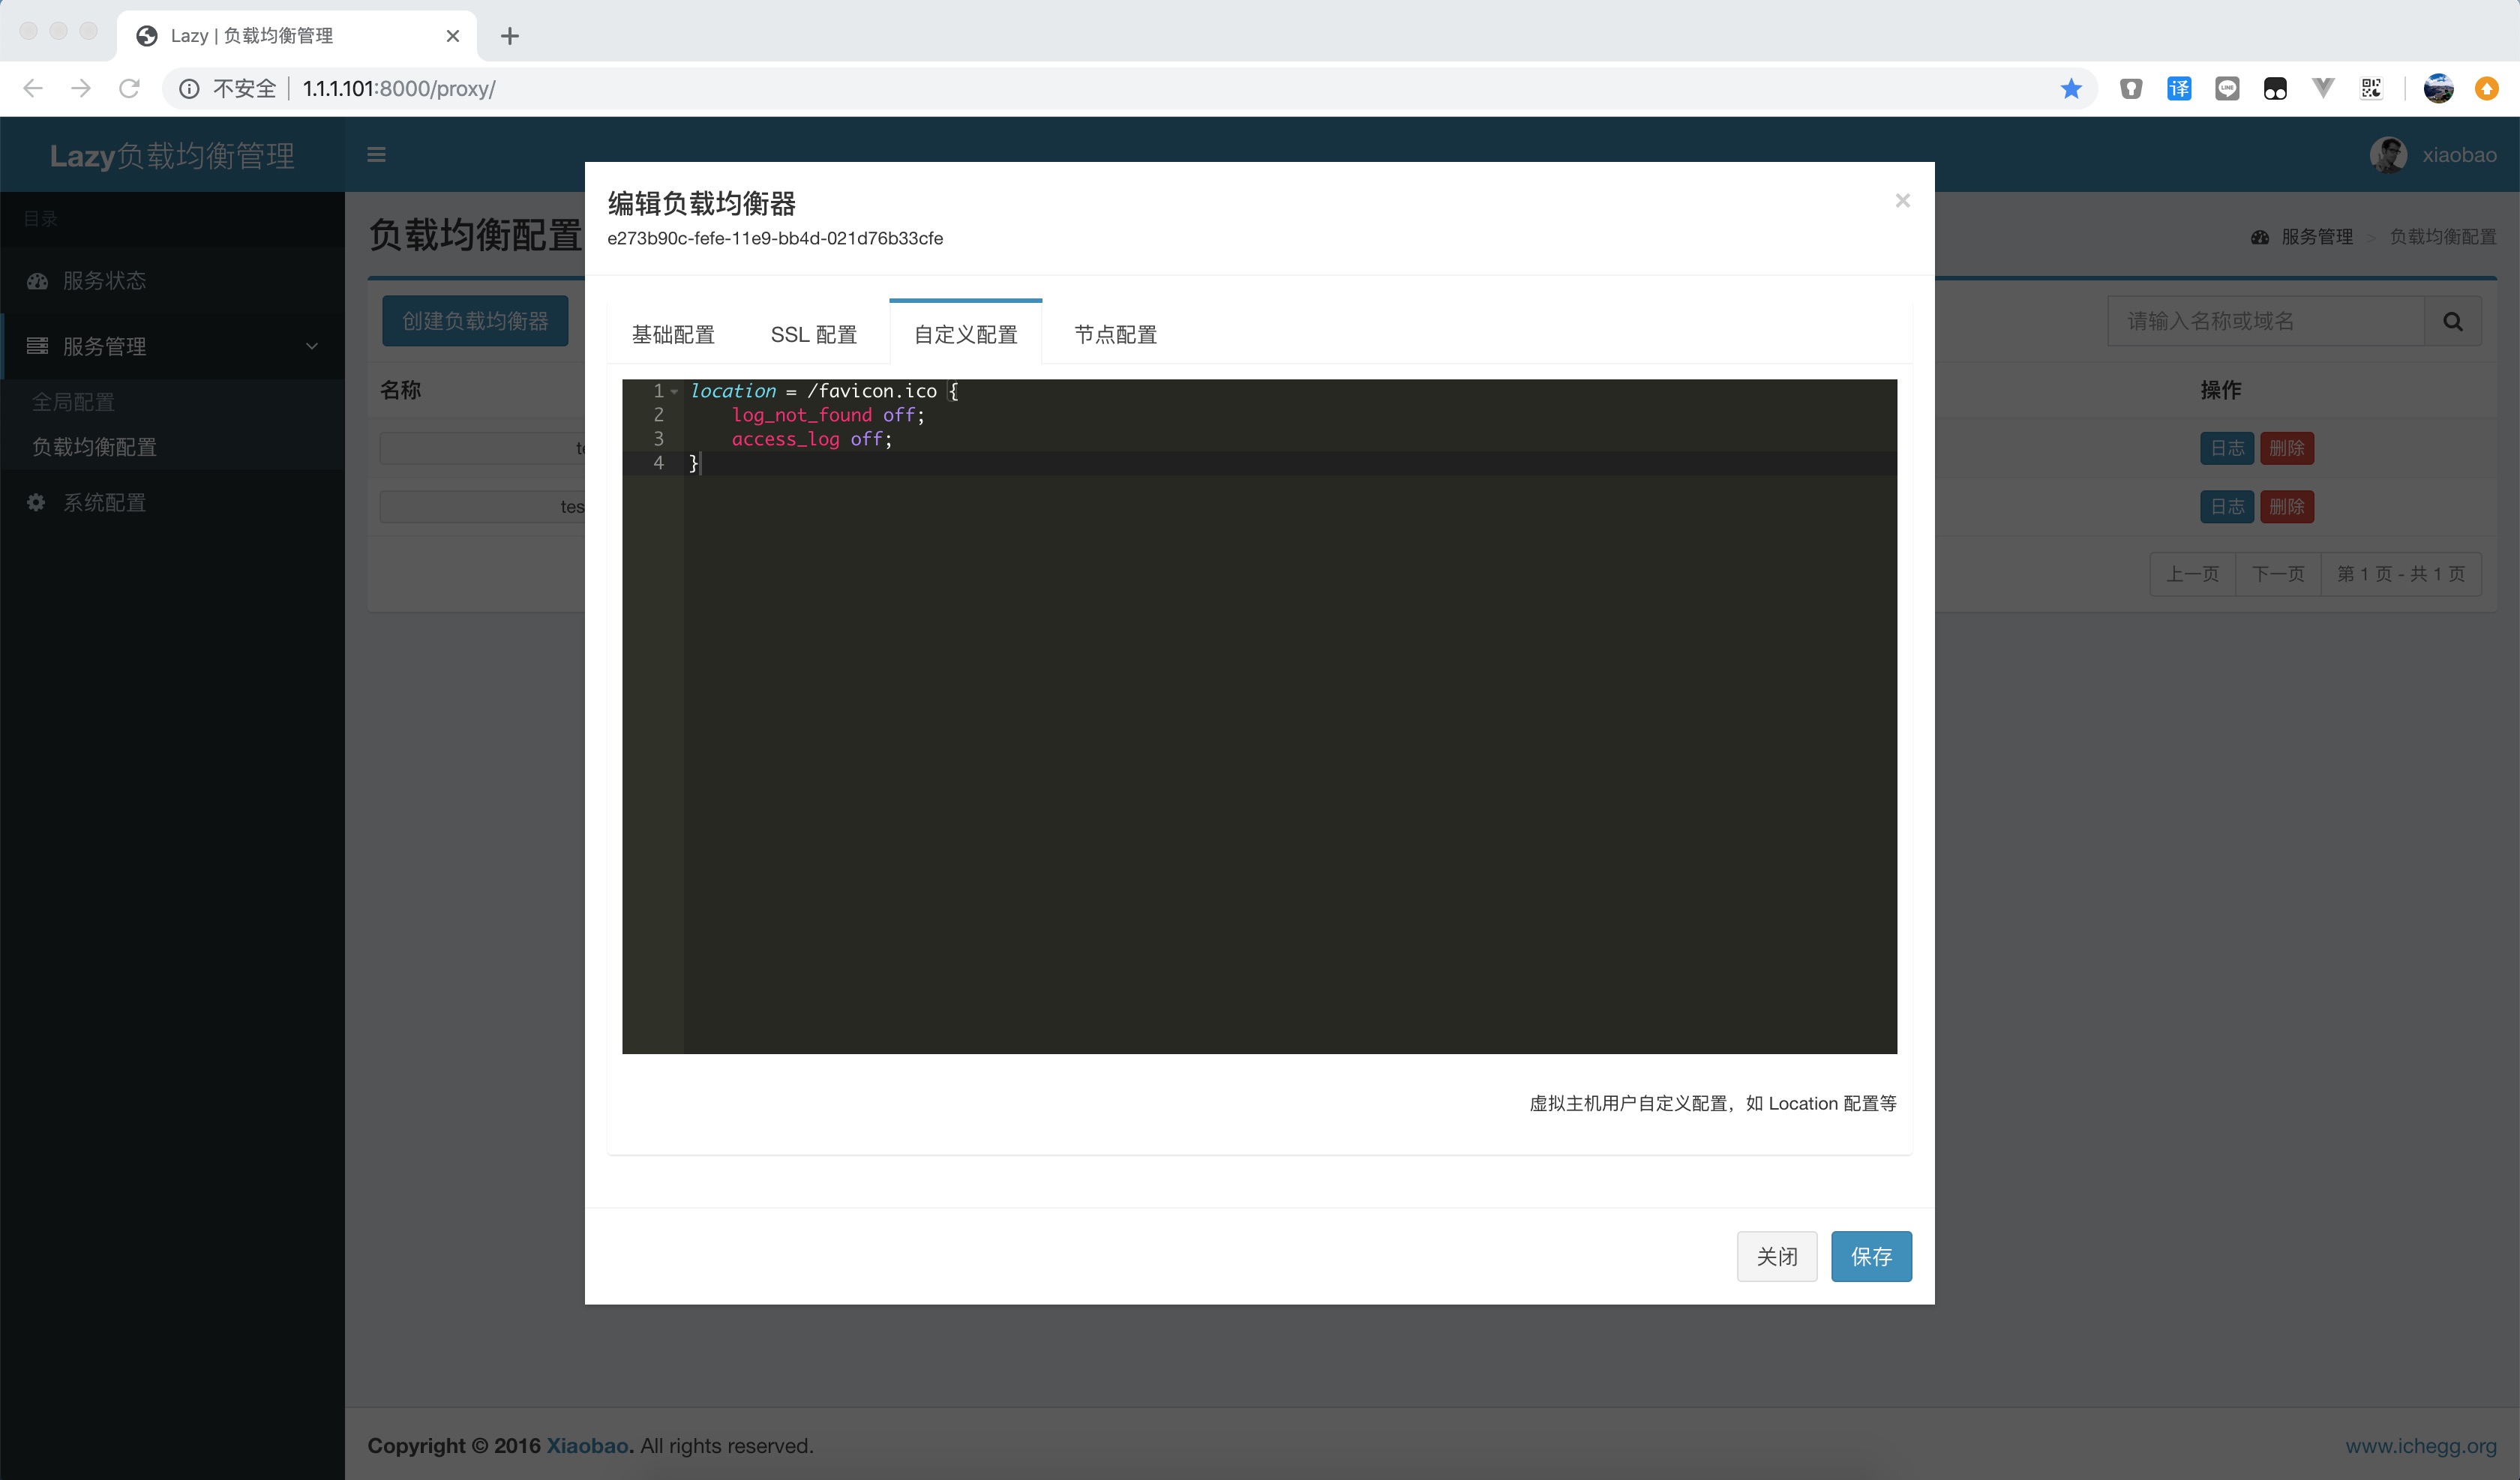 Lazy | 负载均衡管理
不安全 | 1.1.1.101:8000/proxy/
译
LINE
Lazy负载均衡管理
xiaobao
目录
服务状态
服务管理
全局配置
负载均衡配置
系统配置
负载均衡配置
服务管理 > 负载均衡配置
创建负载均衡器
请输入名称或域名
名称
操作
日志 删除
tes
日志 删除
上一页 下一页 第 1 页 - 共 1 页
编辑负载均衡器
e273b90c-fefe-11e9-bb4d-021d76b33cfe
基础配置 SSL 配置 自定义配置 节点配置
1 location = /favicon.ico {
2 log_not_found off;
3 access_log off;
4 }
虚拟主机用户自定义配置，如 Location 配置等
关闭 保存
Copyright © 2016 Xiaobao. All rights reserved.
www.ichegg.org